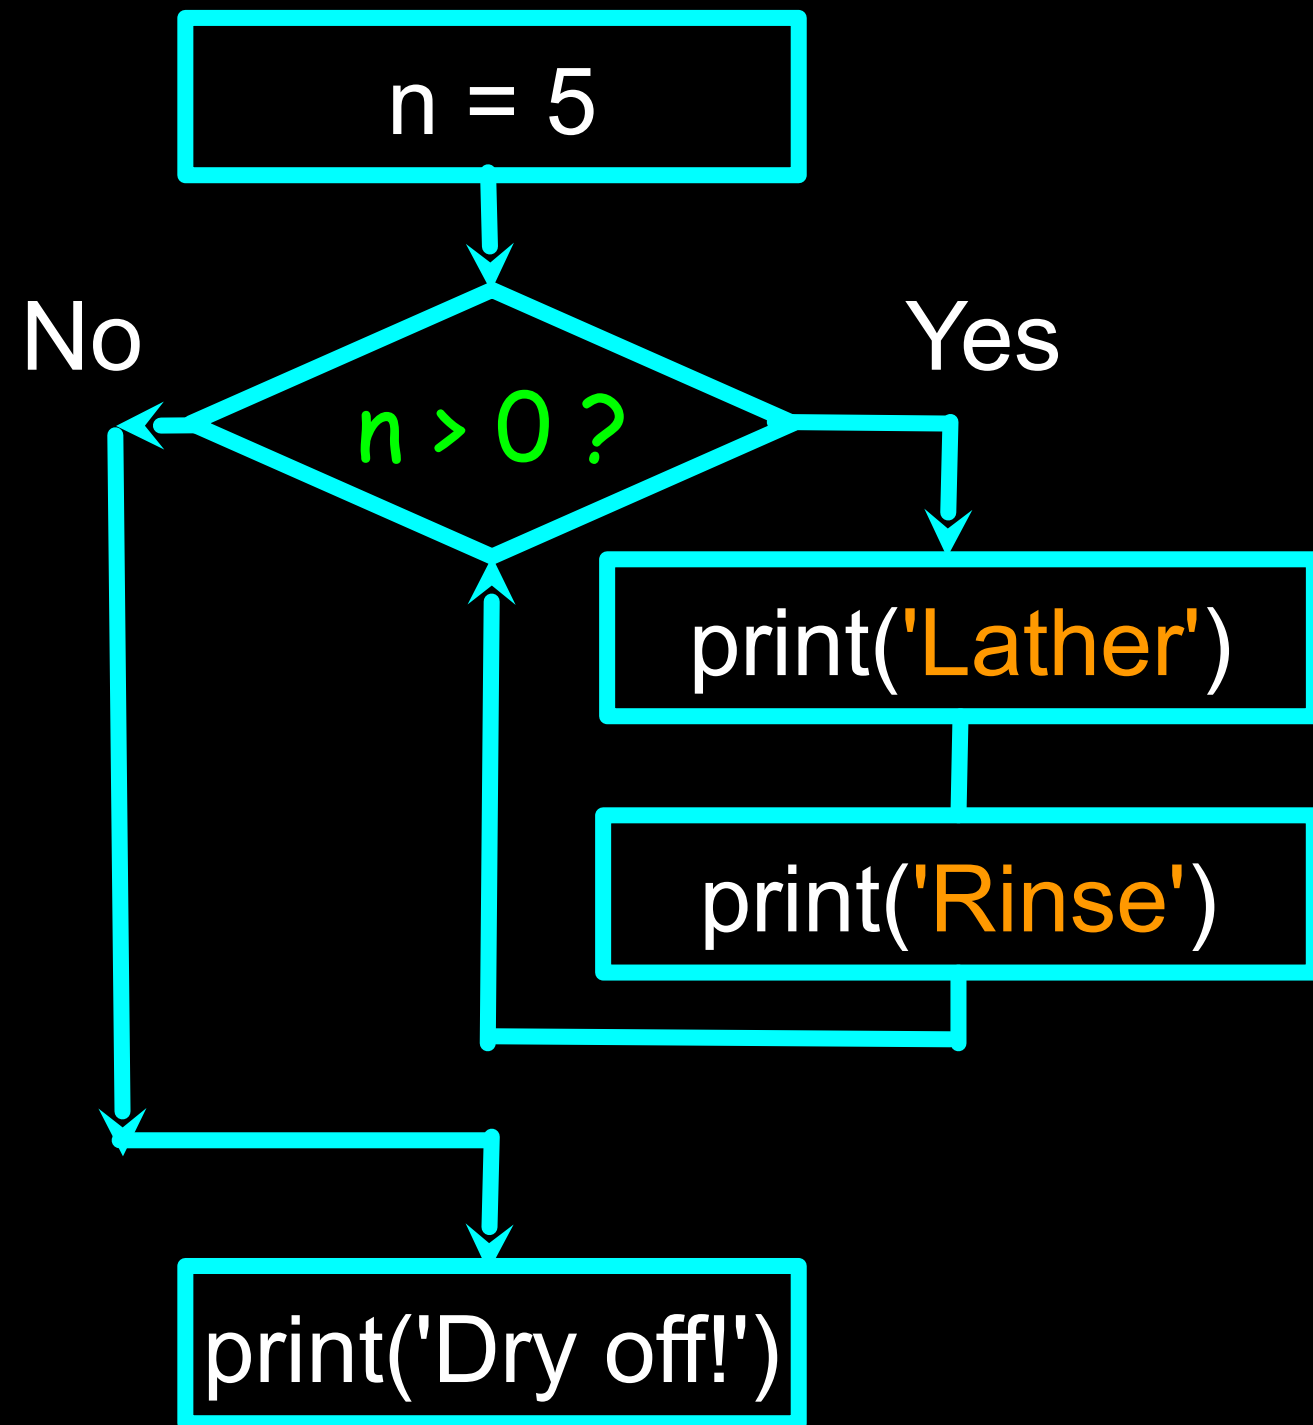 n = 5
No
Yes
n > 0 ?
print('Lather')
print('Rinse')
print('Dry off!')